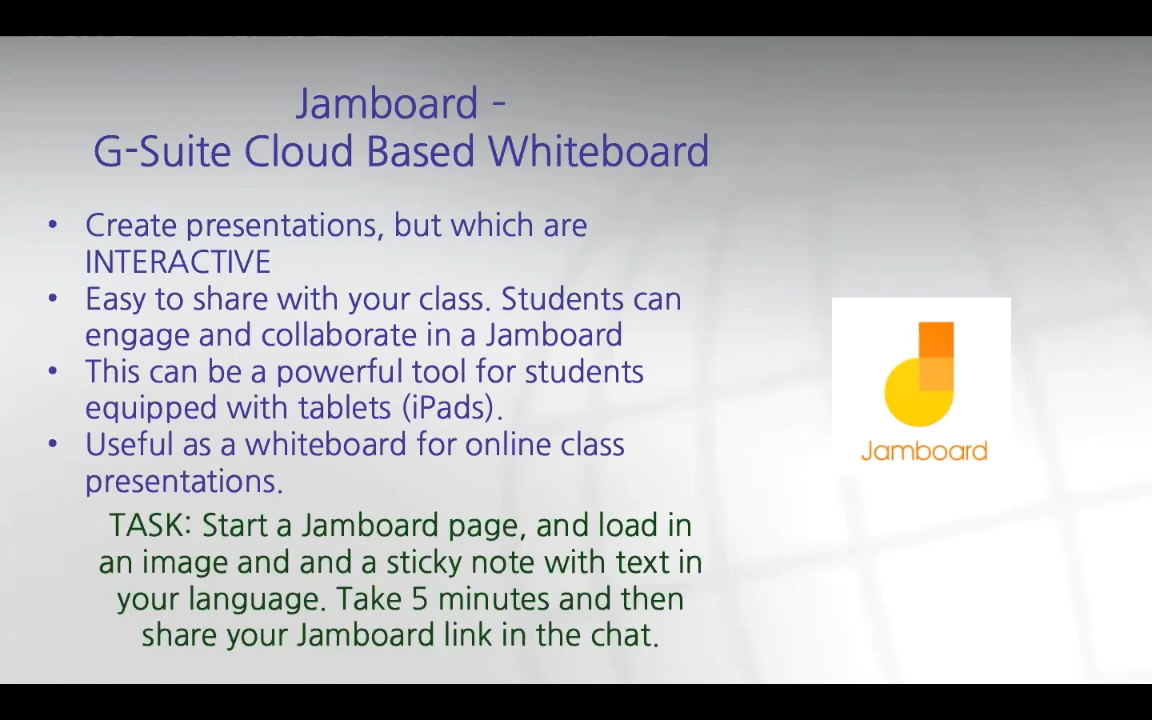 Jamboard -
G-Suite Cloud Based Whiteboard
• Create presentations, but which are
INTERACTIVE
• Easy to share with your class. Students can
engage and collaborate in a Jamboard
• This can be a powerful tool for students
equipped with tablets (iPads).
• Useful as a whiteboard for online class
presentations.
TASK: Start a Jamboard page, and load in
an image and and a sticky note with text in
your language. Take 5 minutes and then
share your Jamboard link in the chat.
Jamboard